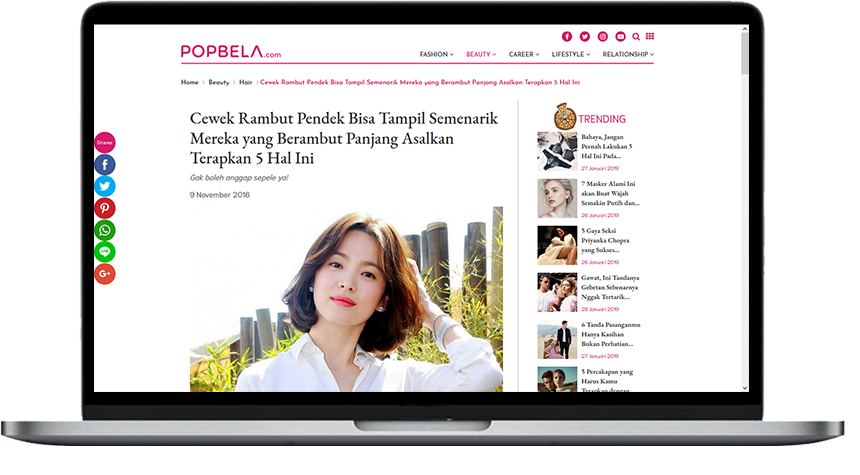 POPBELA.com
FASHION
BEAUTY
CAREER
LIFESTYLE
RELATIONSHIP
Home > Beauty > Hair > Cewek Rambut Pendek Bisa Tampil Semenarik Mereka yang Berambut Panjang Asalkan Terapkan 5 Hal Ini
Shares
Cewek Rambut Pendek Bisa Tampil Semenarik
Mereka yang Berambut Panjang Asalkan
Terapkan 5 Hal Ini
Gak boleh anggap sepele ya!
9 November 2016
LINE
G+
TRENDING
Bahaya, Jangan
Pernah Lakukan 5
Hal Ini Pada...
27 Januari 2019
7 Masker Alami Ini
akan Buat Wajah
Semakin Putih dan...
26 Januari 2019
5 Gaya Seksi
Priyanka Chopra
yang Sukses...
26 Januari 2019
Gawat, Ini Tandanya
Gebetan Sebenarnya
Nggak Tertarik...
28 Januari 2019
6 Tanda Pasanganmu
Hanya Kasihan
Bukan Perhatian...
27 Januari 2019
5 Percakapan yang
Harus Kamu
Terapkan dengan